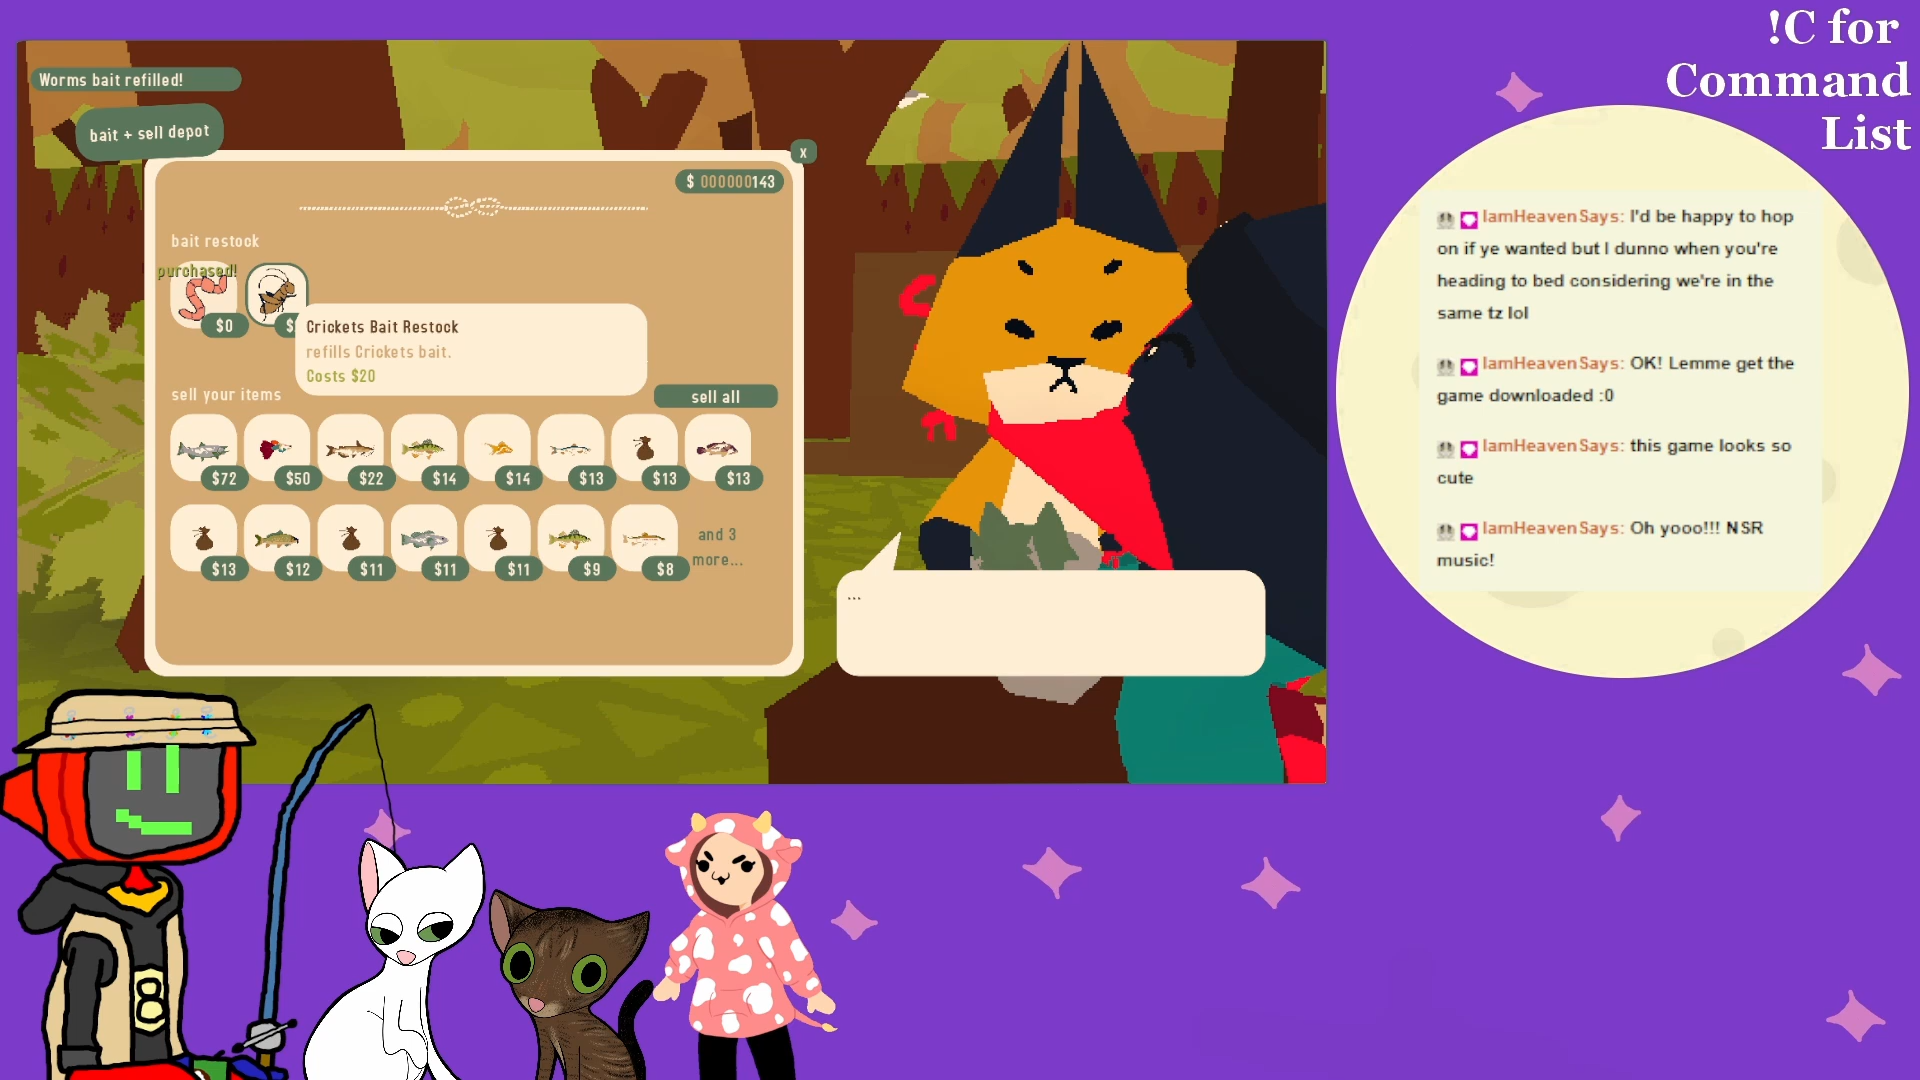 !C for
Command
List
Worms bait refilled!
bait + sell depot
x
$ 000000143
bait restock
purchased!
$0
$
Crickets Bait Restock
refills Crickets bait.
Costs $20
sell your items
sell all
$72 $50 $22 $14 $14 $13 $13 $13
$13 $12 $11 $11 $11 $9 $8
and 3
more...
...
IamHeavenSays: I'd be happy to hop
on if ye wanted but I dunno when you're
heading to bed considering we're in the
same tz lol
IamHeavenSays: OK! Lemme get the
game downloaded :0
IamHeavenSays: this game looks so
cute
IamHeavenSays: Oh yooo!!! NSR
music!
8